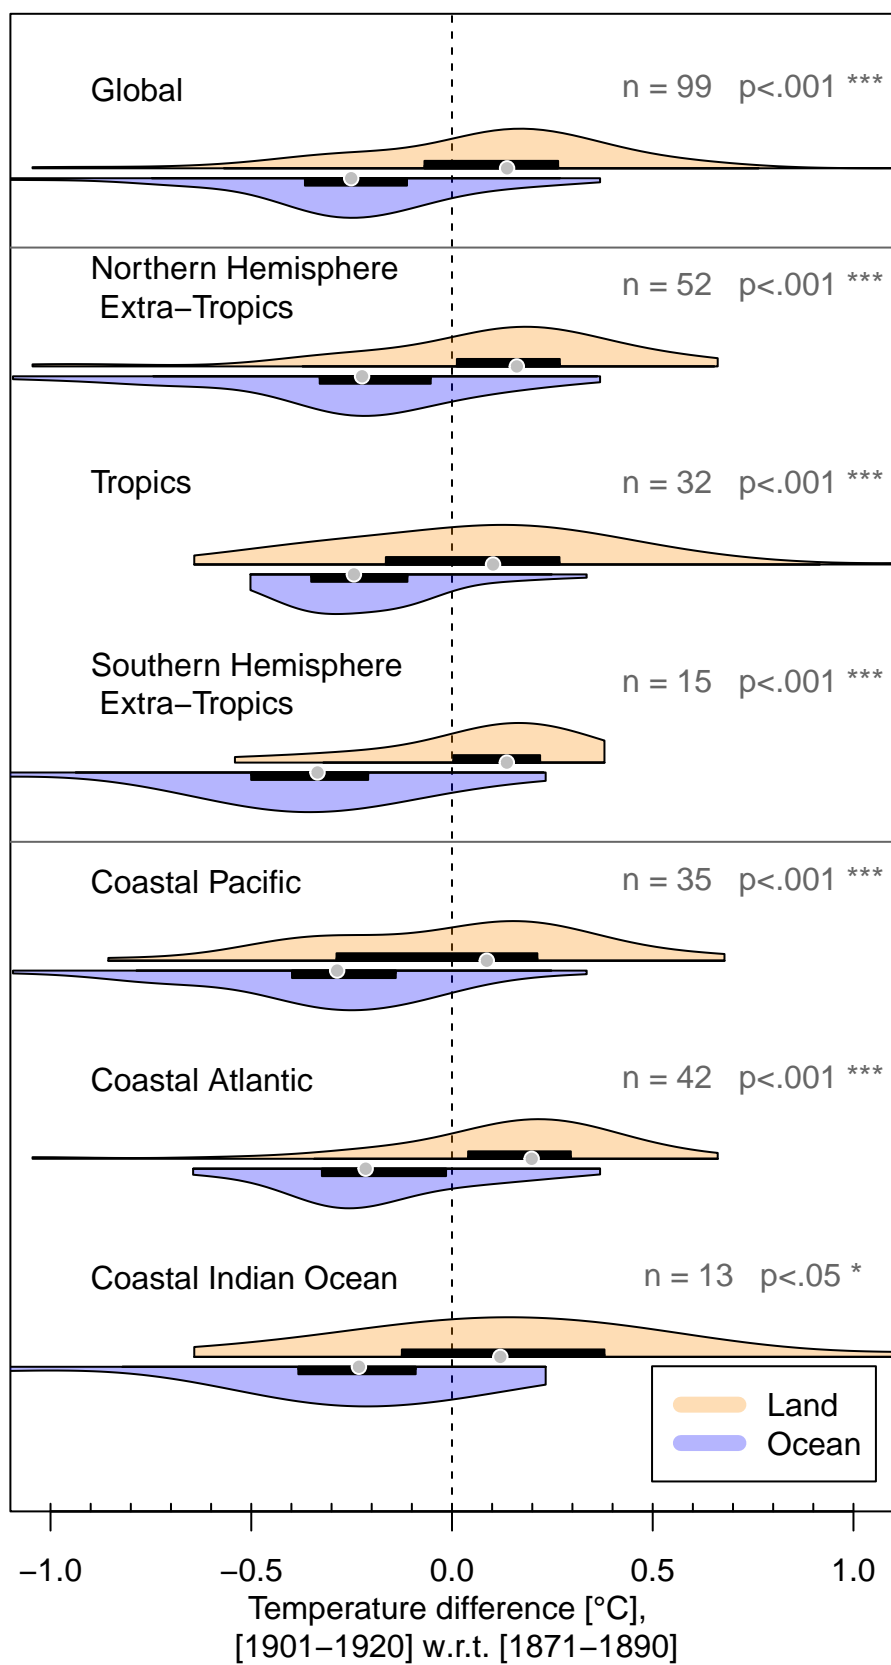 Global
n = 99 p<.001 ***
Northern Hemisphere
Extra−Tropics
n = 52 p<.001 ***
Tropics
n = 32 p<.001 ***
Southern Hemisphere
Extra−Tropics
n = 15 p<.001 ***
Coastal Pacific
n = 35 p<.001 ***
Coastal Atlantic
n = 42 p<.001 ***
Coastal Indian Ocean
n = 13 p<.05 *
Land
Ocean
−1.0 −0.5 0.0 0.5 1.0
Temperature difference [°C],
[1901−1920] w.r.t. [1871−1890]